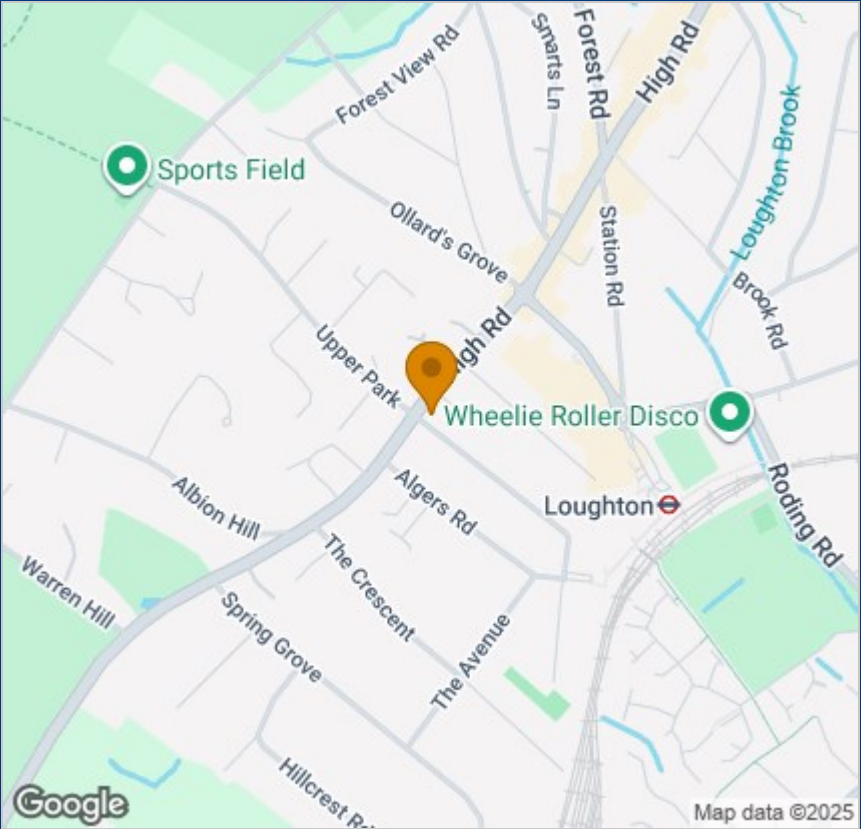 Forest View Rd
Smarts Ln
Forest Rd
High Rd
Sports Field
Loughton Brook
Ollard's Grove
Station Rd
Brook Rd
Upper Park
igh Rd
Wheelie Roller Disco
Algers Rd
Loughton
Roding Rd
Albion Hill
The Crescent
Warren Hill
Spring Grove
The Avenue
Hillcrest R
Google
Map data ©2025